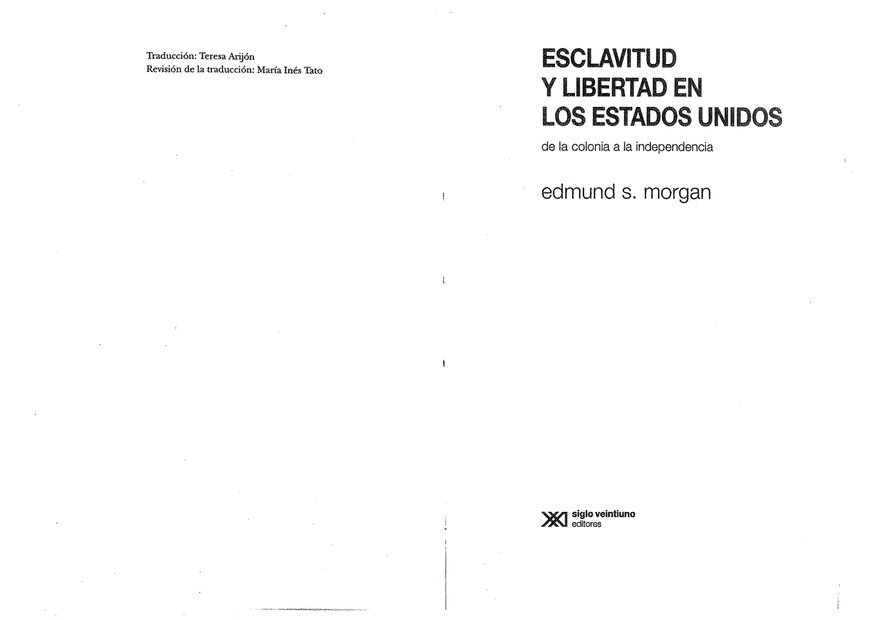 Traducción: Teresa Arijón
Revisión de la traducción: María Inés Tato
ESCLAVITUD
Y LIBERTAD EN
LOS ESTADOS UNIDOS
de la colonia a la independencia
edmund s. morgan
siglo veintiuno
editores